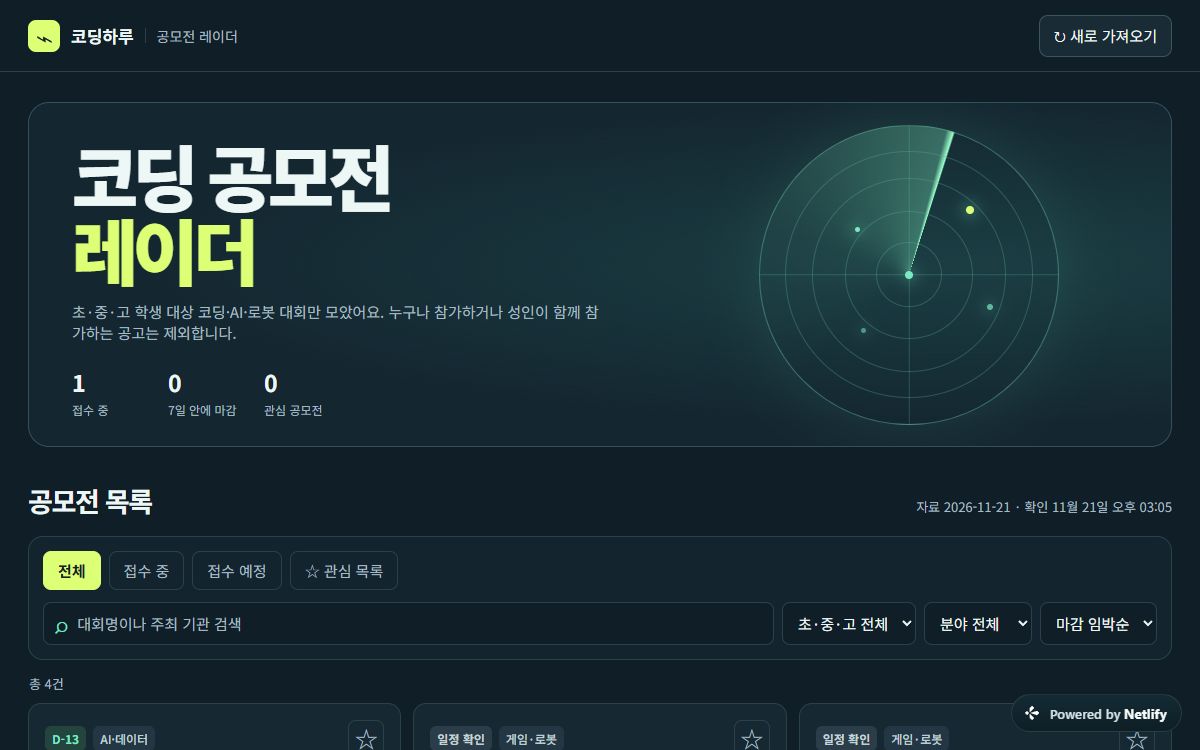 코딩하루 공모전 레이더
↻ 새로 가져오기
코딩 공모전
레이더
초·중·고 학생 대상 코딩·AI·로봇 대회만 모았어요. 누구나 참가하거나 성인이 함께 참
가하는 공고는 제외합니다.
1 0 0
접수 중 7일 안에 마감 관심 공모전
공모전 목록
자료 2026-11-21 · 확인 11월 21일 오후 03:05
전체 접수 중 접수 예정 ☆ 관심 목록
대회명이나 주최 기관 검색 초·중·고 전체 분야 전체 마감 임박순
총 4건
D-13 AI·데이터 일정 확인 게임·로봇 일정 확인 게임·로봇
Powered by Netlify